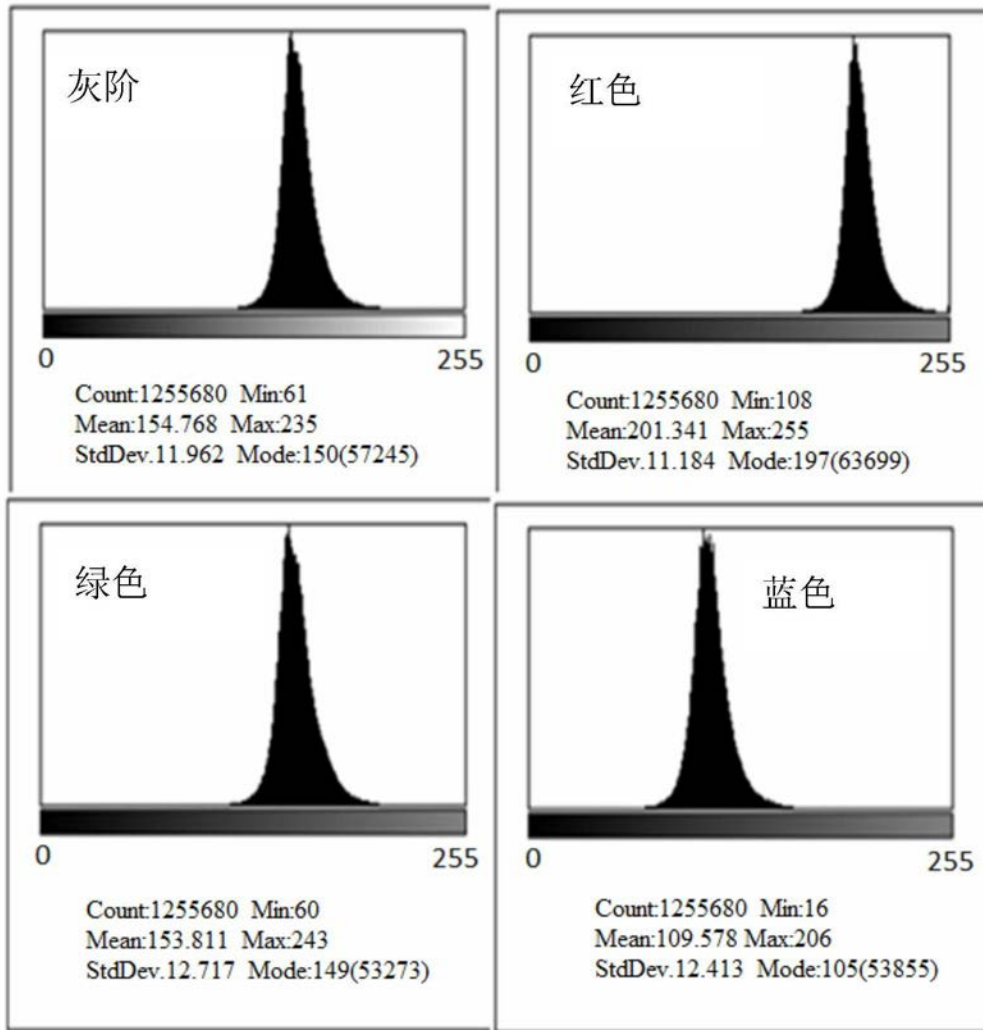 灰阶
0 255
Count:1255680 Min:61
Mean:154.768 Max:235
StdDev.11.962 Mode:150(57245)
红色
0 255
Count:1255680 Min:108
Mean:201.341 Max:255
StdDev.11.184 Mode:197(63699)
绿色
0 255
Count:1255680 Min:60
Mean:153.811 Max:243
StdDev.12.717 Mode:149(53273)
蓝色
0 255
Count:1255680 Min:16
Mean:109.578 Max:206
StdDev.12.413 Mode:105(53855)